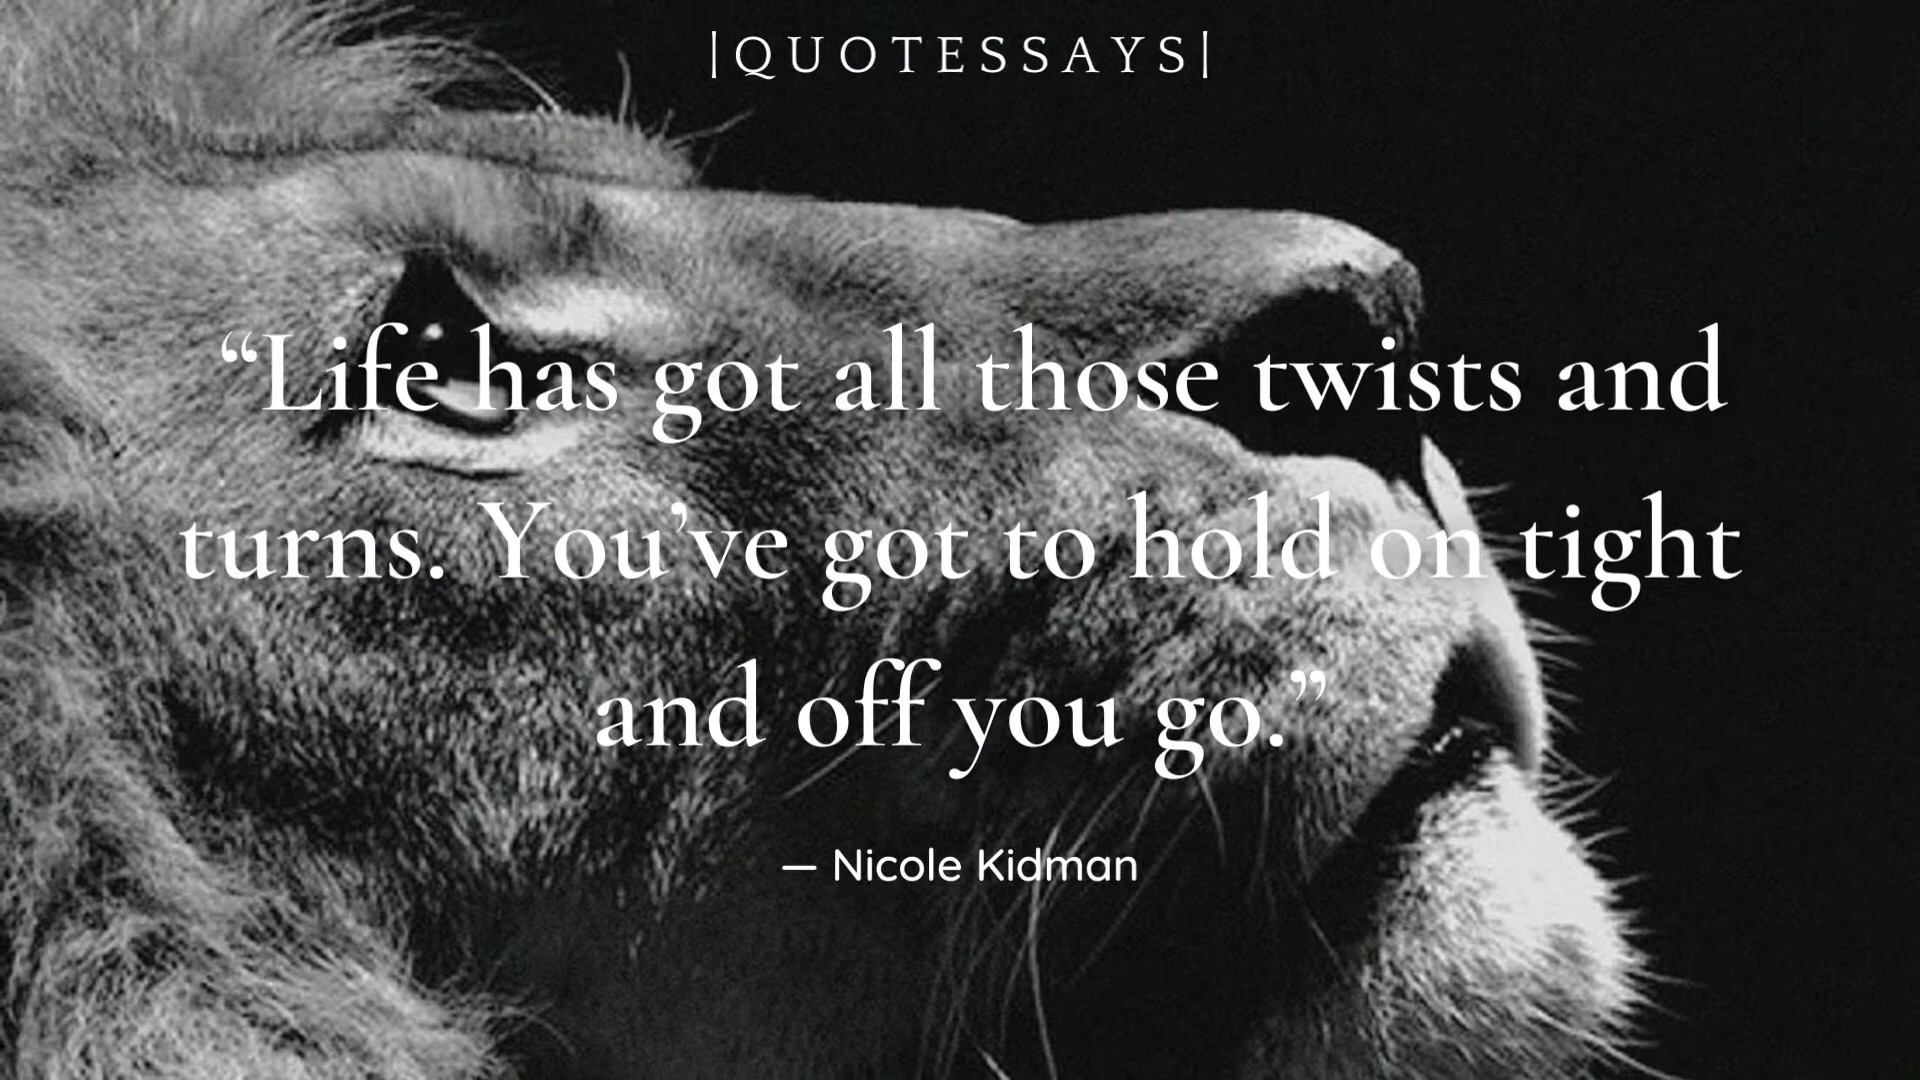 |QUOTESSAYS|
“Life has got all those twists and
turns. You’ve got to hold on tight
and off you go.”
— Nicole Kidman